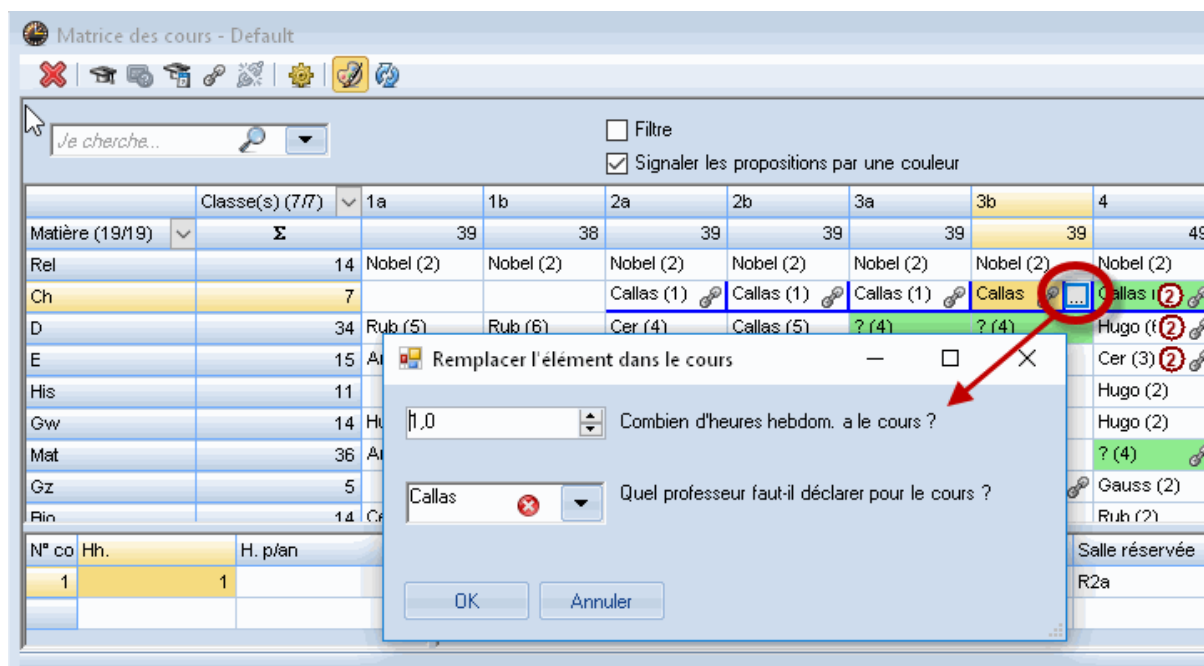 Matrice des cours - Default
Je cherche...
Filtre
Signaler les propositions par une couleur
Classe(s) (7/7) 1a 1b 2a 2b 3a 3b 4
Matière (19/19) Σ 39 38 39 39 39 39 49
Rel 14 Nobel (2) Nobel (2) Nobel (2) Nobel (2) Nobel (2) Nobel (2) Nobel (2)
Ch 7 Callas (1) Callas (1) Callas (1) Callas ... Callas 2
D 34 Rub (5) Rub (6) Cer (4) Callas (5) ? (4) ? (4) Hugo 2
E 15 Cer (3) 2
His 11 Hugo (2)
Gw 14 Hugo (2)
Mat 36 ? (4)
Gz 5 Gauss (2)
Bio 14 Rub (2)
Remplacer l'élément dans le cours
1,0 Combien d'heures hebdom. a le cours ?
Callas Quel professeur faut-il déclarer pour le cours ?
OK Annuler
N° co Hh. H. p/an Salle réservée
1 1 R2a